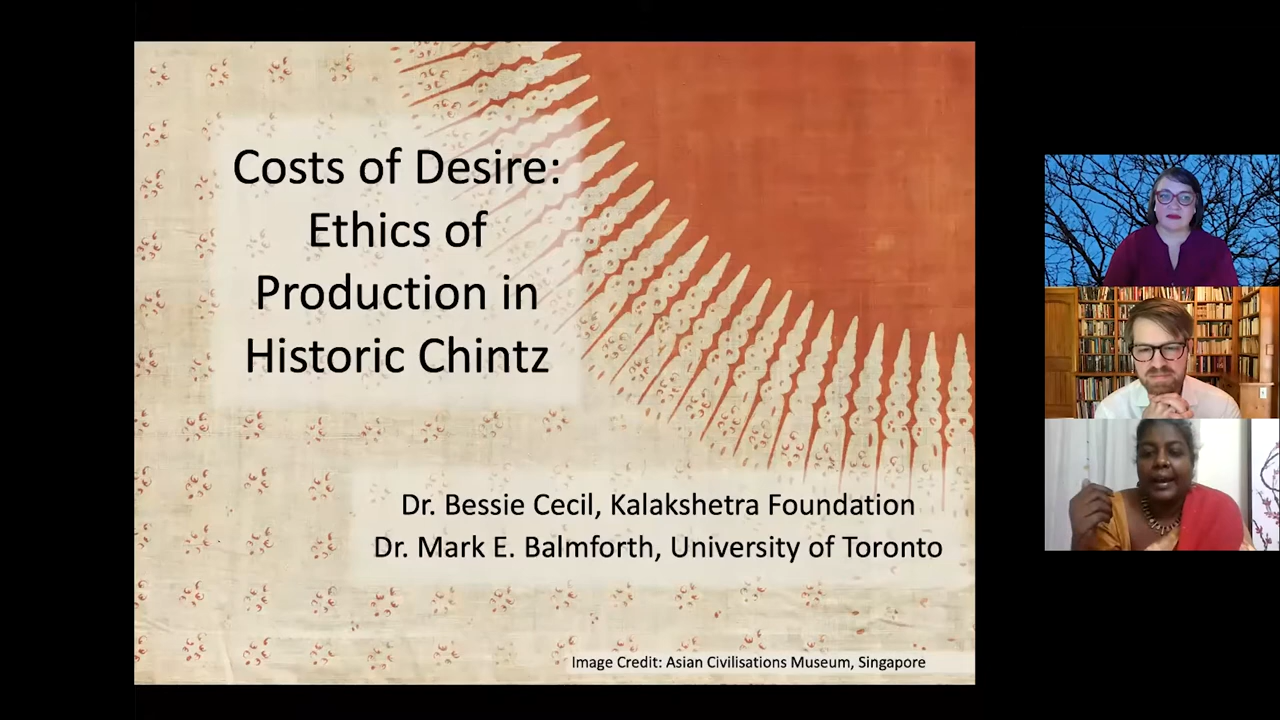 Costs of Desire:
Ethics of
Production in
Historic Chintz
Dr. Bessie Cecil, Kalakshetra Foundation
Dr. Mark E. Balmforth, University of Toronto
Image Credit: Asian Civilisations Museum, Singapore